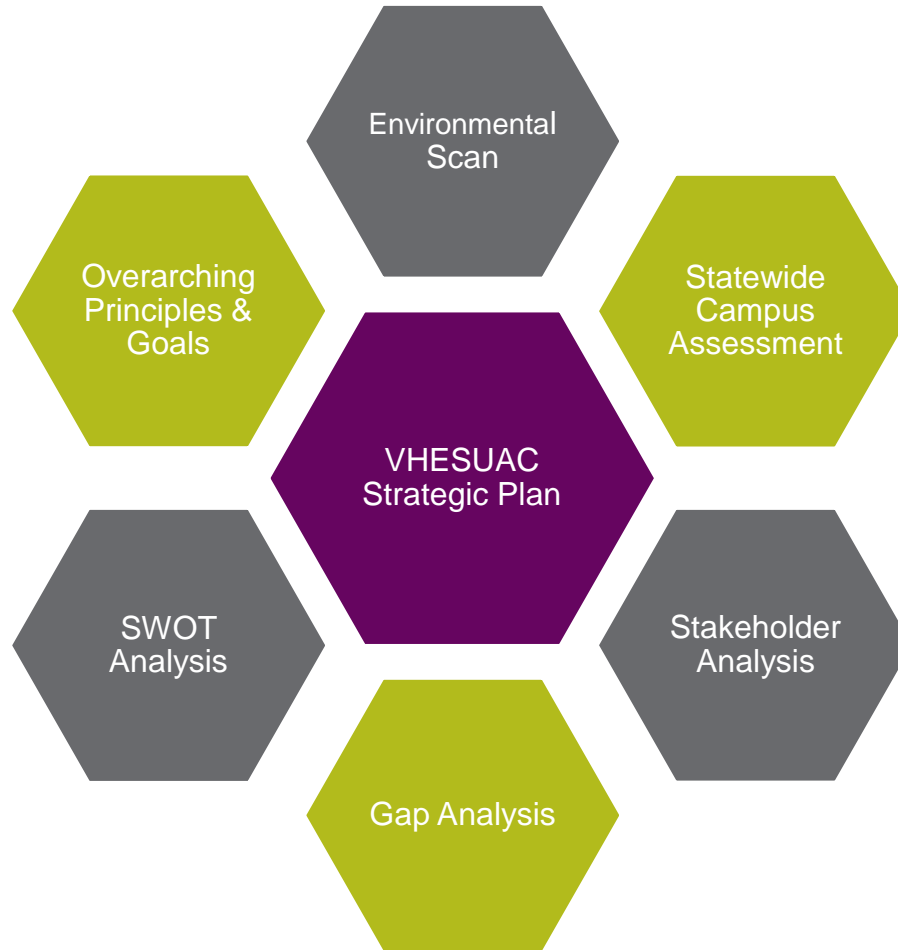 Environmental
Scan
Overarching
Principles &
Goals
Statewide
Campus
Assessment
VHESUAC
Strategic Plan
SWOT
Analysis
Stakeholder
Analysis
Gap Analysis